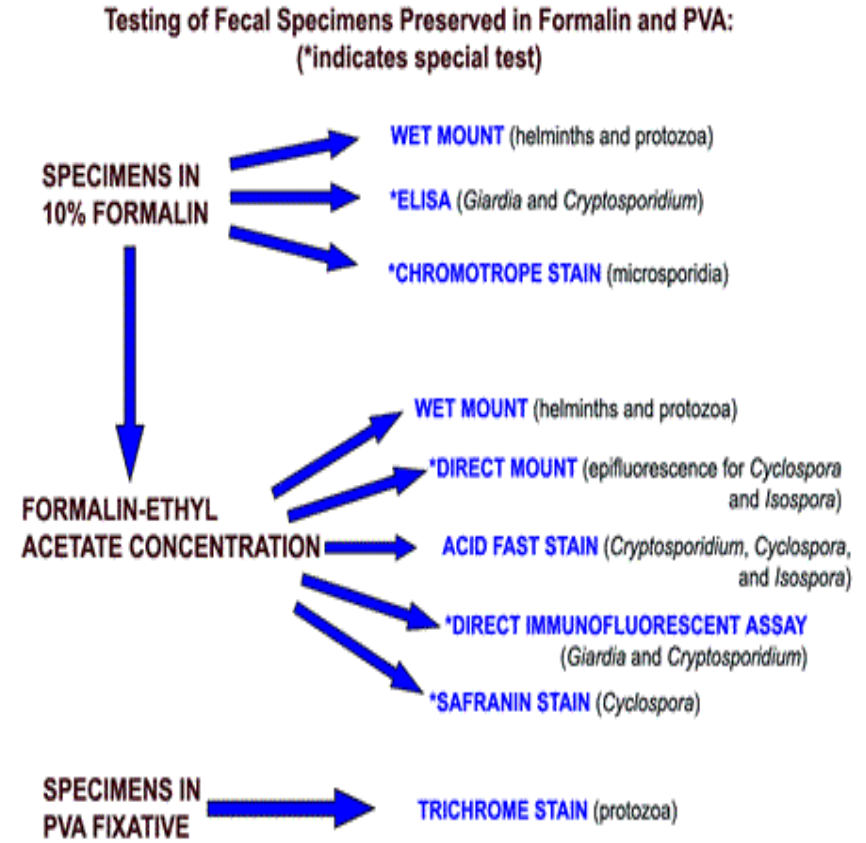 Testing of Fecal Specimens Preserved in Formalin and PVA:
(*indicates special test)
SPECIMENS IN
10% FORMALIN
WET MOUNT (helminths and protozoa)
*ELISA (Giardia and Cryptosporidium)
*CHROMOTROPE STAIN (microsporidia)
FORMALIN-ETHYL
ACETATE CONCENTRATION
WET MOUNT (helminths and protozoa)
*DIRECT MOUNT (epifluorescence for Cyclospora
and Isospora)
ACID FAST STAIN (Cryptosporidium, Cyclospora,
and Isospora)
*DIRECT IMMUNOFLUORESCENT ASSAY
(Giardia and Cryptosporidium)
*SAFRANIN STAIN (Cyclospora)
SPECIMENS IN
PVA FIXATIVE
TRICHROME STAIN (protozoa)